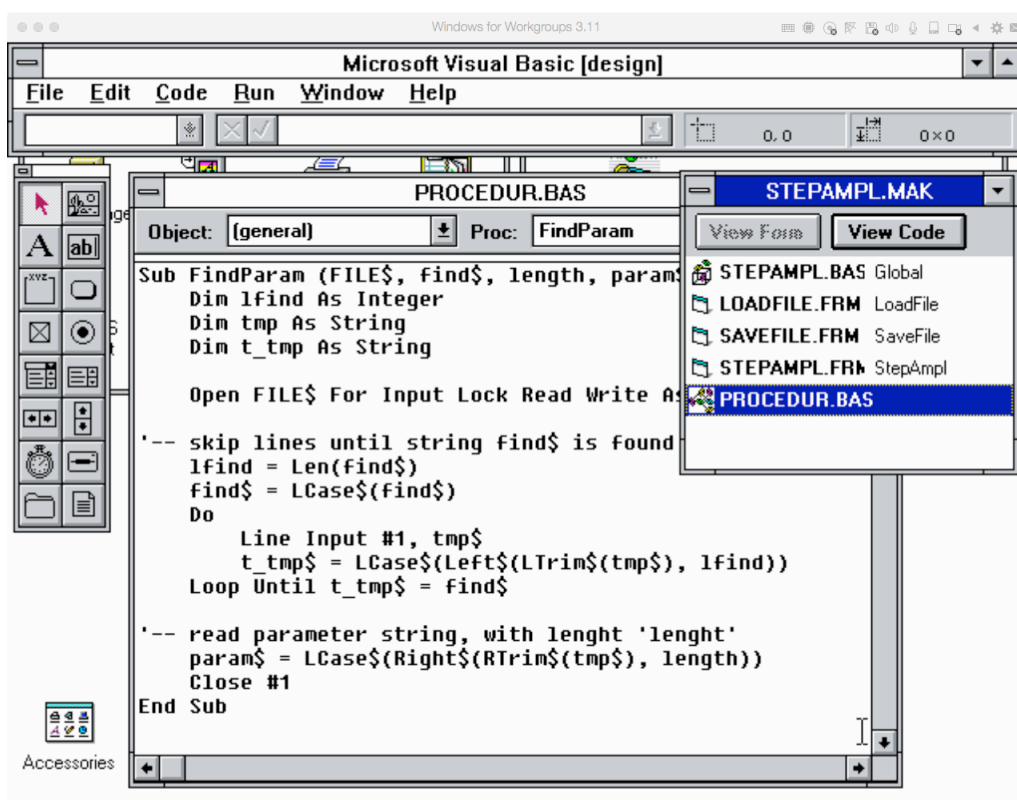 Windows for Workgroups 3.11
Microsoft Visual Basic [design]
File Edit Code Run Window Help
0, 0
0×0
PROCEDUR.BAS
Object: (general) Proc: FindParam
Sub FindParam (FILE$, find$, length, param$
Dim lfind As Integer
Dim tmp As String
Dim t_tmp As String
Open FILE$ For Input Lock Read Write As
'-- skip lines until string find$ is found
lfind = Len(find$)
find$ = LCase$(find$)
Do
Line Input #1, tmp$
t_tmp$ = LCase$(Left$(LTrim$(tmp$), lfind))
Loop Until t_tmp$ = find$
'-- read parameter string, with lenght 'lenght'
param$ = LCase$(Right$(RTrim$(tmp$), length))
Close #1
End Sub
STEPAMPL.MAK
View Form View Code
STEPAMPL.BAS Global
LOADFILE.FRM LoadFile
SAVEFILE.FRM SaveFile
STEPAMPL.FRM StepAmpl
PROCEDUR.BAS
A
ab
XYZ
Accessories